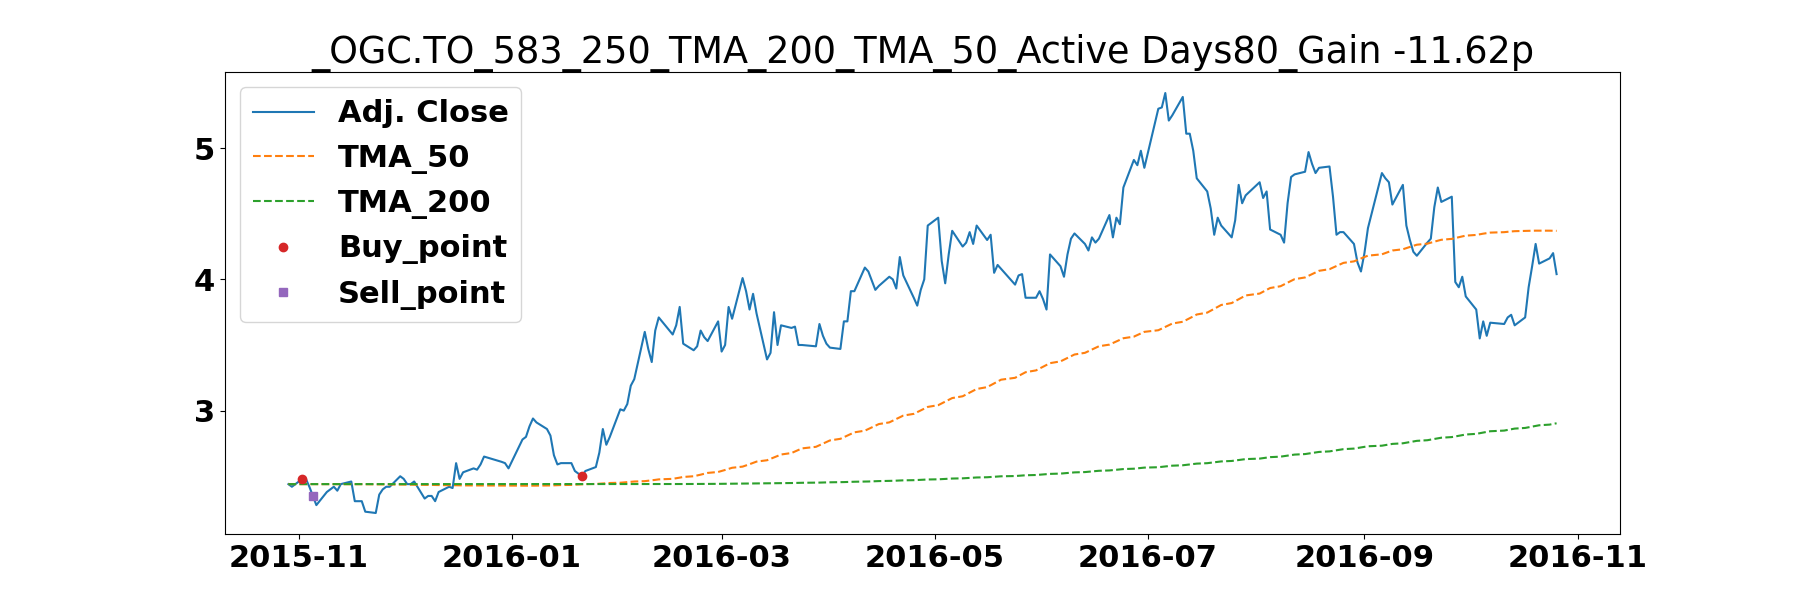 _OGC.TO_583_250_TMA_200_TMA_50_Active Days80_Gain -11.62p
Adj. Close
TMA_50
TMA_200
Buy_point
Sell_point
5
4
3
2015-11 2016-01 2016-03 2016-05 2016-07 2016-09 2016-11